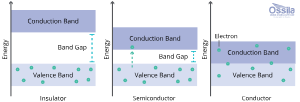 Ossila
Energy
Conduction Band
Band Gap
Valence Band
Insulator
Energy
Conduction Band
Band Gap
Valence Band
Semiconductor
Energy
Electron
Conduction Band
Valence Band
Conductor